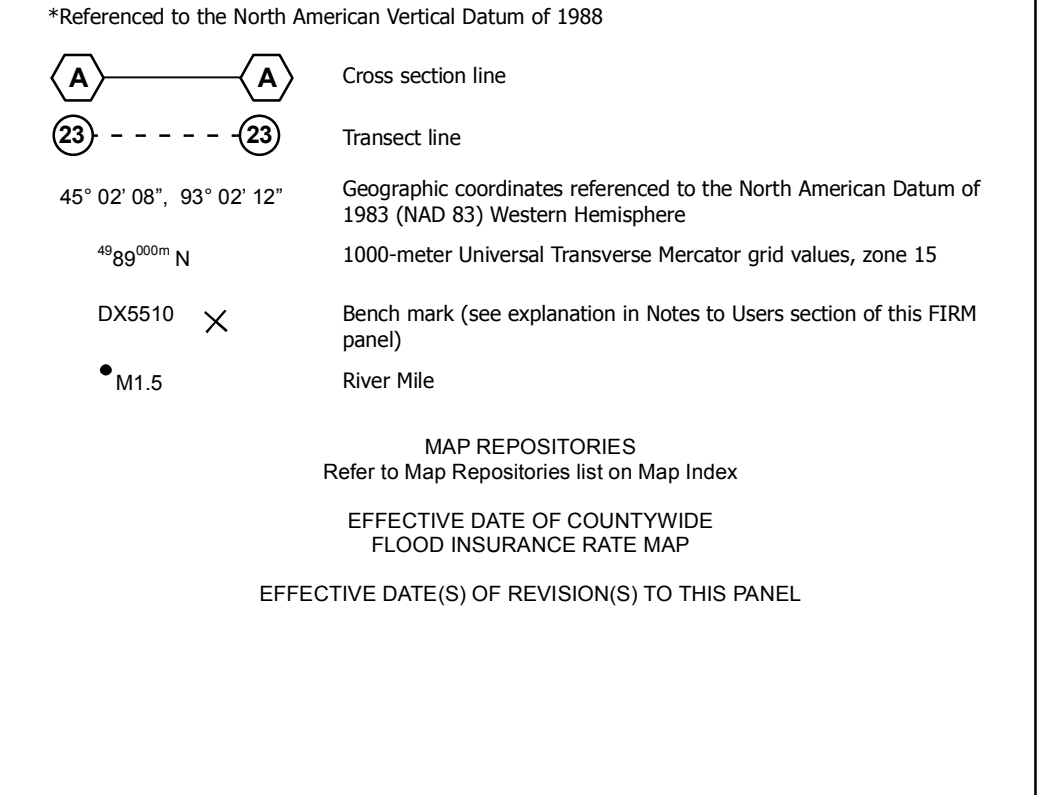 *Referenced to the North American Vertical Datum of 1988
A A Cross section line
23 23 Transect line
45° 02’ 08”, 93° 02’ 12” Geographic coordinates referenced to the North American Datum of
1983 (NAD 83) Western Hemisphere
⁴⁹89⁰⁰⁰ᵐ N 1000-meter Universal Transverse Mercator grid values, zone 15
DX5510 Bench mark (see explanation in Notes to Users section of this FIRM
panel)
M1.5 River Mile
MAP REPOSITORIES
Refer to Map Repositories list on Map Index
EFFECTIVE DATE OF COUNTYWIDE
FLOOD INSURANCE RATE MAP
EFFECTIVE DATE(S) OF REVISION(S) TO THIS PANEL